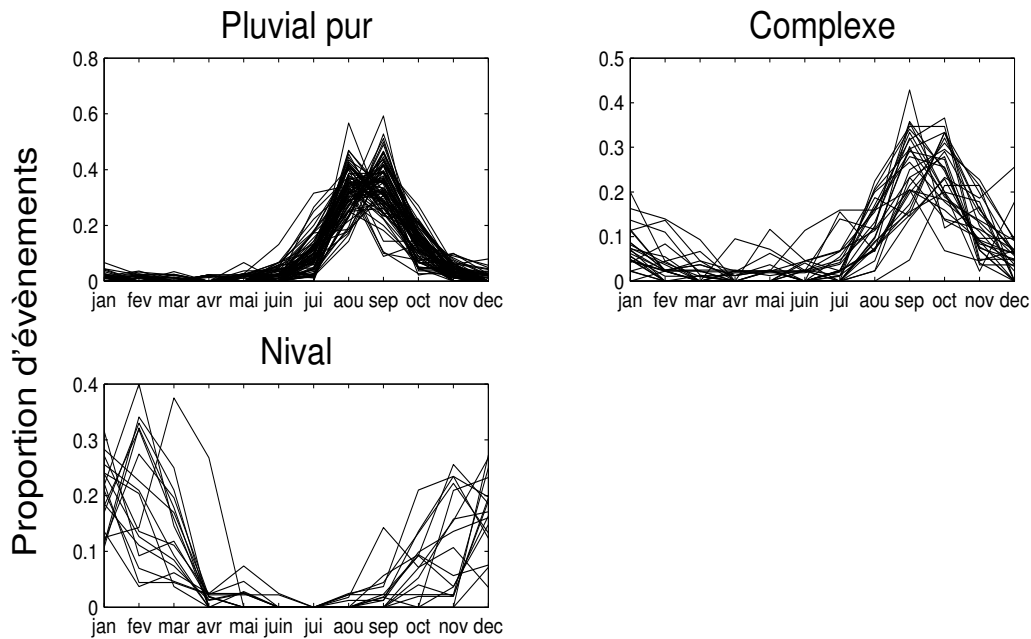 Pluvial pur
0.8
0.6
0.4
0.2
0
jan fev mar avr mai juin jui aou sep oct nov dec
Complexe
0.5
0.4
0.3
0.2
0.1
0
jan fev mar avr mai juin jui aou sep oct nov dec
Proportion d'évènements
Nival
0.4
0.3
0.2
0.1
0
jan fev mar avr mai juin jui aou sep oct nov dec